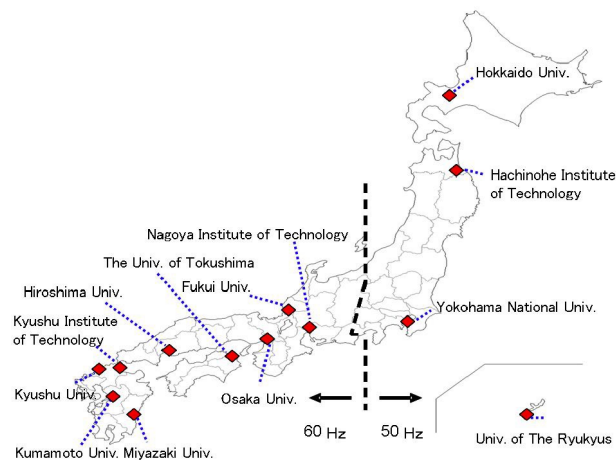 Hokkaido Univ.
Hachinohe Institute
of Technology
Nagoya Institute of Technology
The Univ. of Tokushima
Fukui Univ.
Hiroshima Univ.
Yokohama National Univ.
Kyushu Institute
of Technology
Kyushu Univ.
Osaka Univ.
60 Hz
50 Hz
Univ. of The Ryukyus
Kumamoto Univ.
Miyazaki Univ.